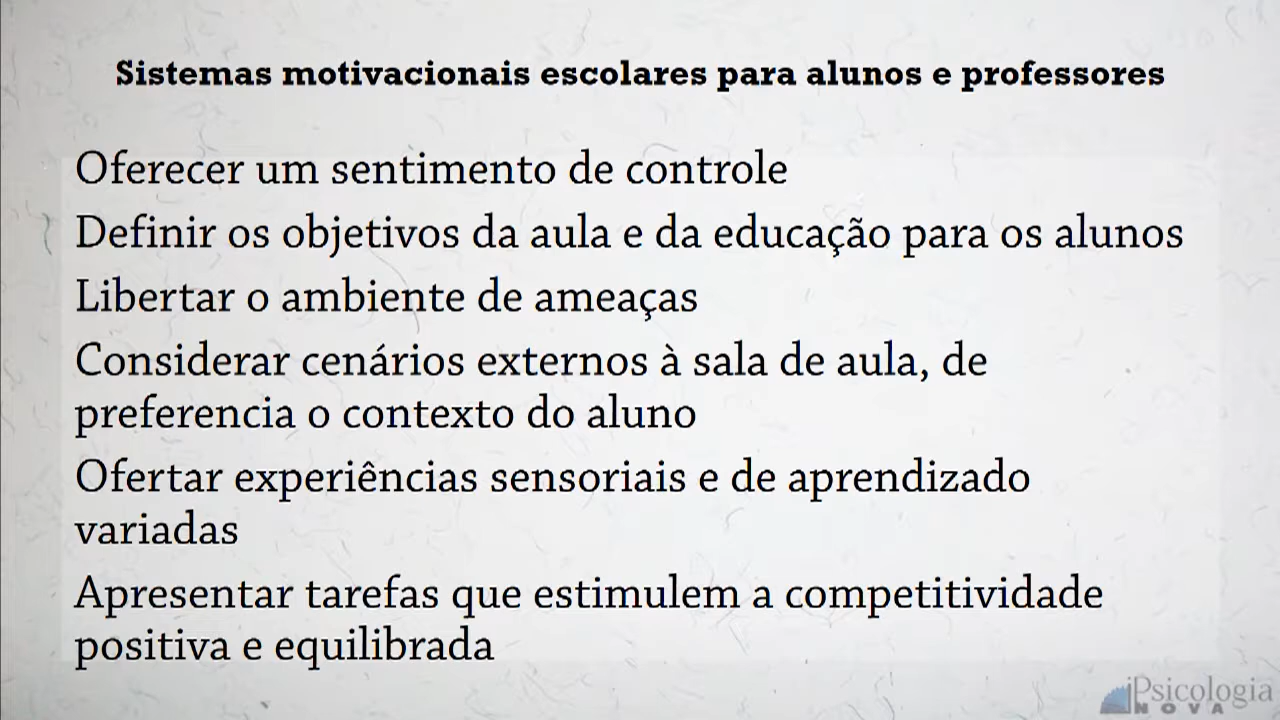 Sistemas motivacionais escolares para alunos e professores
Oferecer um sentimento de controle
Definir os objetivos da aula e da educação para os alunos
Libertar o ambiente de ameaças
Considerar cenários externos à sala de aula, de
preferencia o contexto do aluno
Ofertar experiências sensoriais e de aprendizado
variadas
Apresentar tarefas que estimulem a competitividade
positiva e equilibrada
Psicologia
NOVA